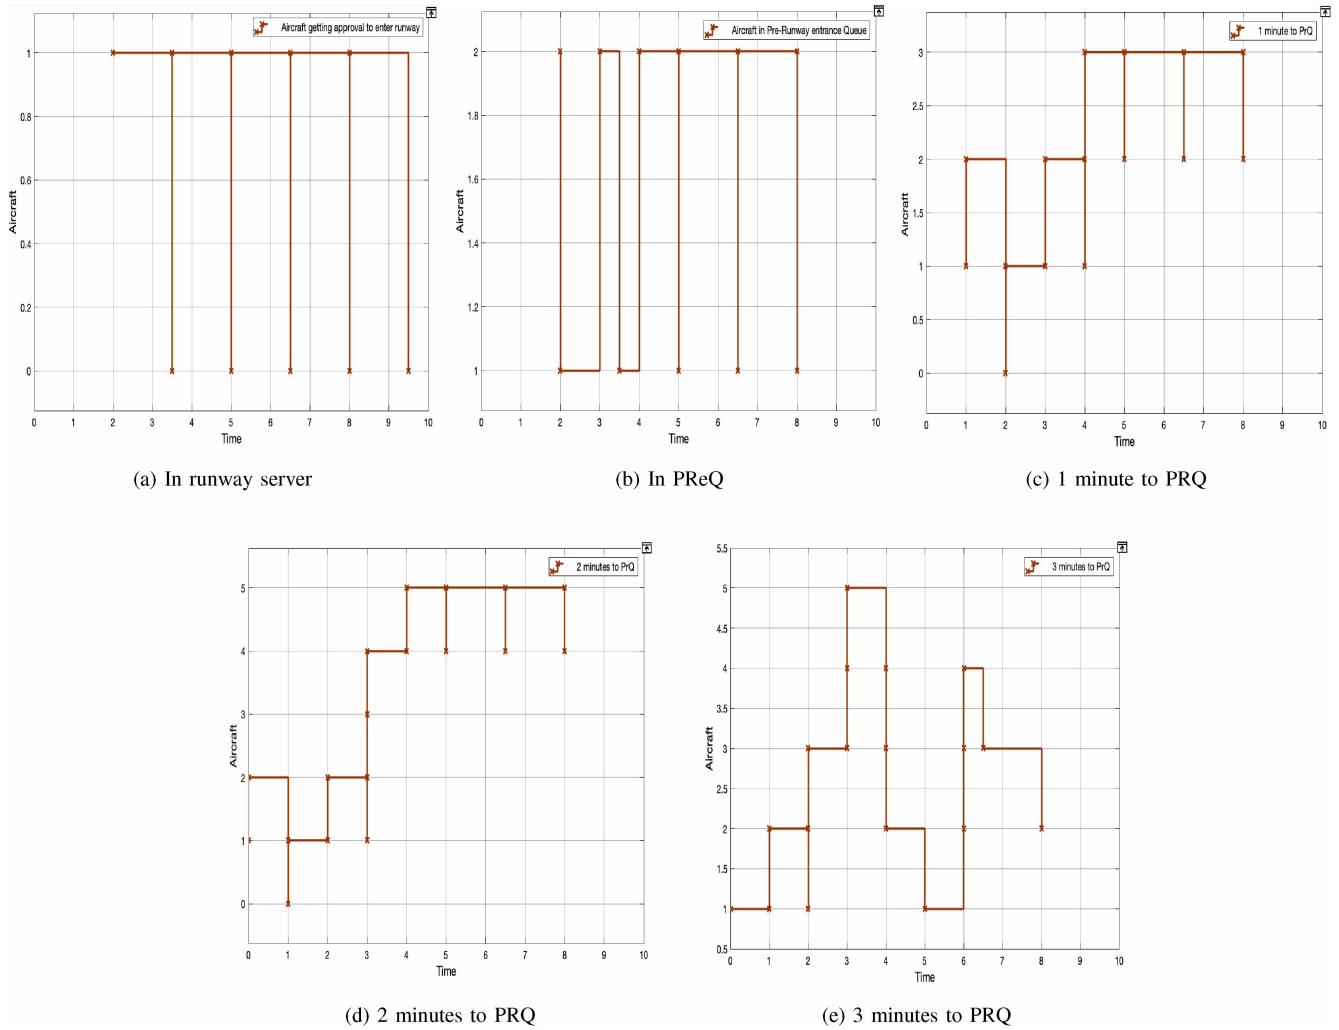 Aircraft getting approval to enter runway
1
0.8
0.6
0.4
0.2
0
Aircraft
0 1 2 3 4 5 6 7 8 9 10
Time
(a) In runway server
Aircraft in Pre-Runway entrance Queue
2
1.8
1.6
1.4
1.2
1
Aircraft
0 1 2 3 4 5 6 7 8 9 10
Time
(b) In PReQ
1 minute to PrQ
3
2.5
2
1.5
1
0.5
0
Aircraft
0 1 2 3 4 5 6 7 8 9 10
Time
(c) 1 minute to PRQ
2 minutes to PrQ
5
4
3
2
1
0
Aircraft
0 1 2 3 4 5 6 7 8 9 10
Time
(d) 2 minutes to PRQ
3 minutes to PrQ
5.5
5
4.5
4
3.5
3
2.5
2
1.5
1
0.5
Aircraft
0 1 2 3 4 5 6 7 8 9 10
Time
(e) 3 minutes to PRQ